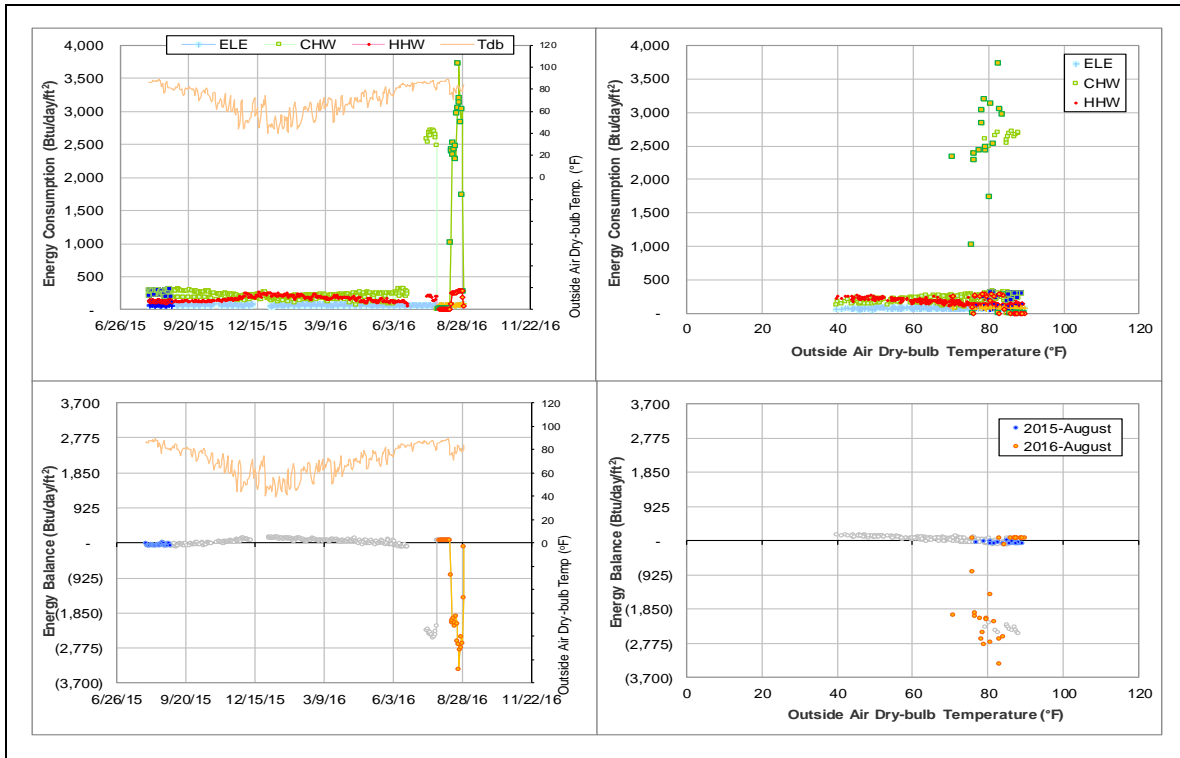 ELE CHW HHW Tdb
Energy Consumption (Btu/day/ft²)
4,000
3,500
3,000
2,500
2,000
1,500
1,000
500
-
120
100
80
60
40
20
0
Outside Air Dry-bulb Temp. (°F)
6/26/15 9/20/15 12/15/15 3/9/16 6/3/16 8/28/16 11/22/16
Energy Consumption (Btu/day/ft²)
4,000
3,500
3,000
2,500
2,000
1,500
1,000
500
-
ELE
CHW
HHW
0 20 40 60 80 100 120
Outside Air Dry-bulb Temperature (°F)
Energy Balance (Btu/day/ft²)
3,700
2,775
1,850
925
-
(925)
(1,850)
(2,775)
(3,700)
120
100
80
60
40
20
0
Outside Air Dry-bulb Temp (°F)
6/26/15 9/20/15 12/15/15 3/9/16 6/3/16 8/28/16 11/22/16
Energy Balance (Btu/day/ft²)
3,700
2,775
1,850
925
-
(925)
(1,850)
(2,775)
(3,700)
2015-August
2016-August
0 20 40 60 80 100 120
Outside Air Dry-bulb Temperature (°F)